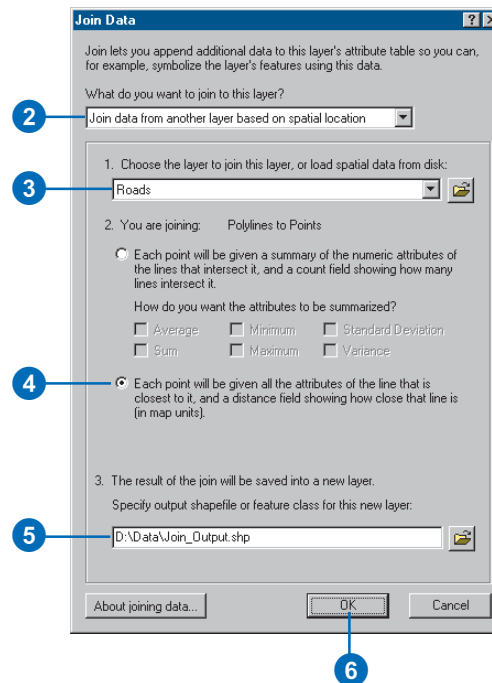 Join Data
Join lets you append additional data to this layer's attribute table so you can,
for example, symbolize the layer's features using this data.
What do you want to join to this layer?
2
Join data from another layer based on spatial location
1. Choose the layer to join this layer, or load spatial data from disk:
3
Roads
2. You are joining: Polylines to Points
Each point will be given a summary of the numeric attributes of
the lines that intersect it, and a count field showing how many
lines intersect it.
How do you want the attributes to be summarized?
Average Minimum Standard Deviation
Sum Maximum Variance
4
Each point will be given all the attributes of the line that is
closest to it, and a distance field showing how close that line is
(in map units).
3. The result of the join will be saved into a new layer.
Specify output shapefile or feature class for this new layer:
5
D:\Data\Join_Output.shp
About joining data... OK Cancel
6